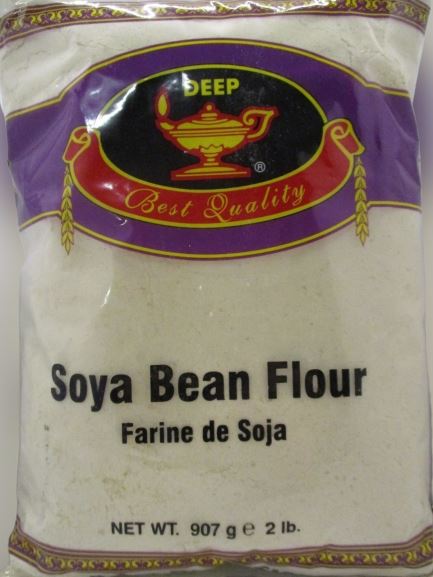 DEEP
®
Best Quality
Soya Bean Flour
Farine de Soja
NET WT. 907 g ℮ 2 lb.